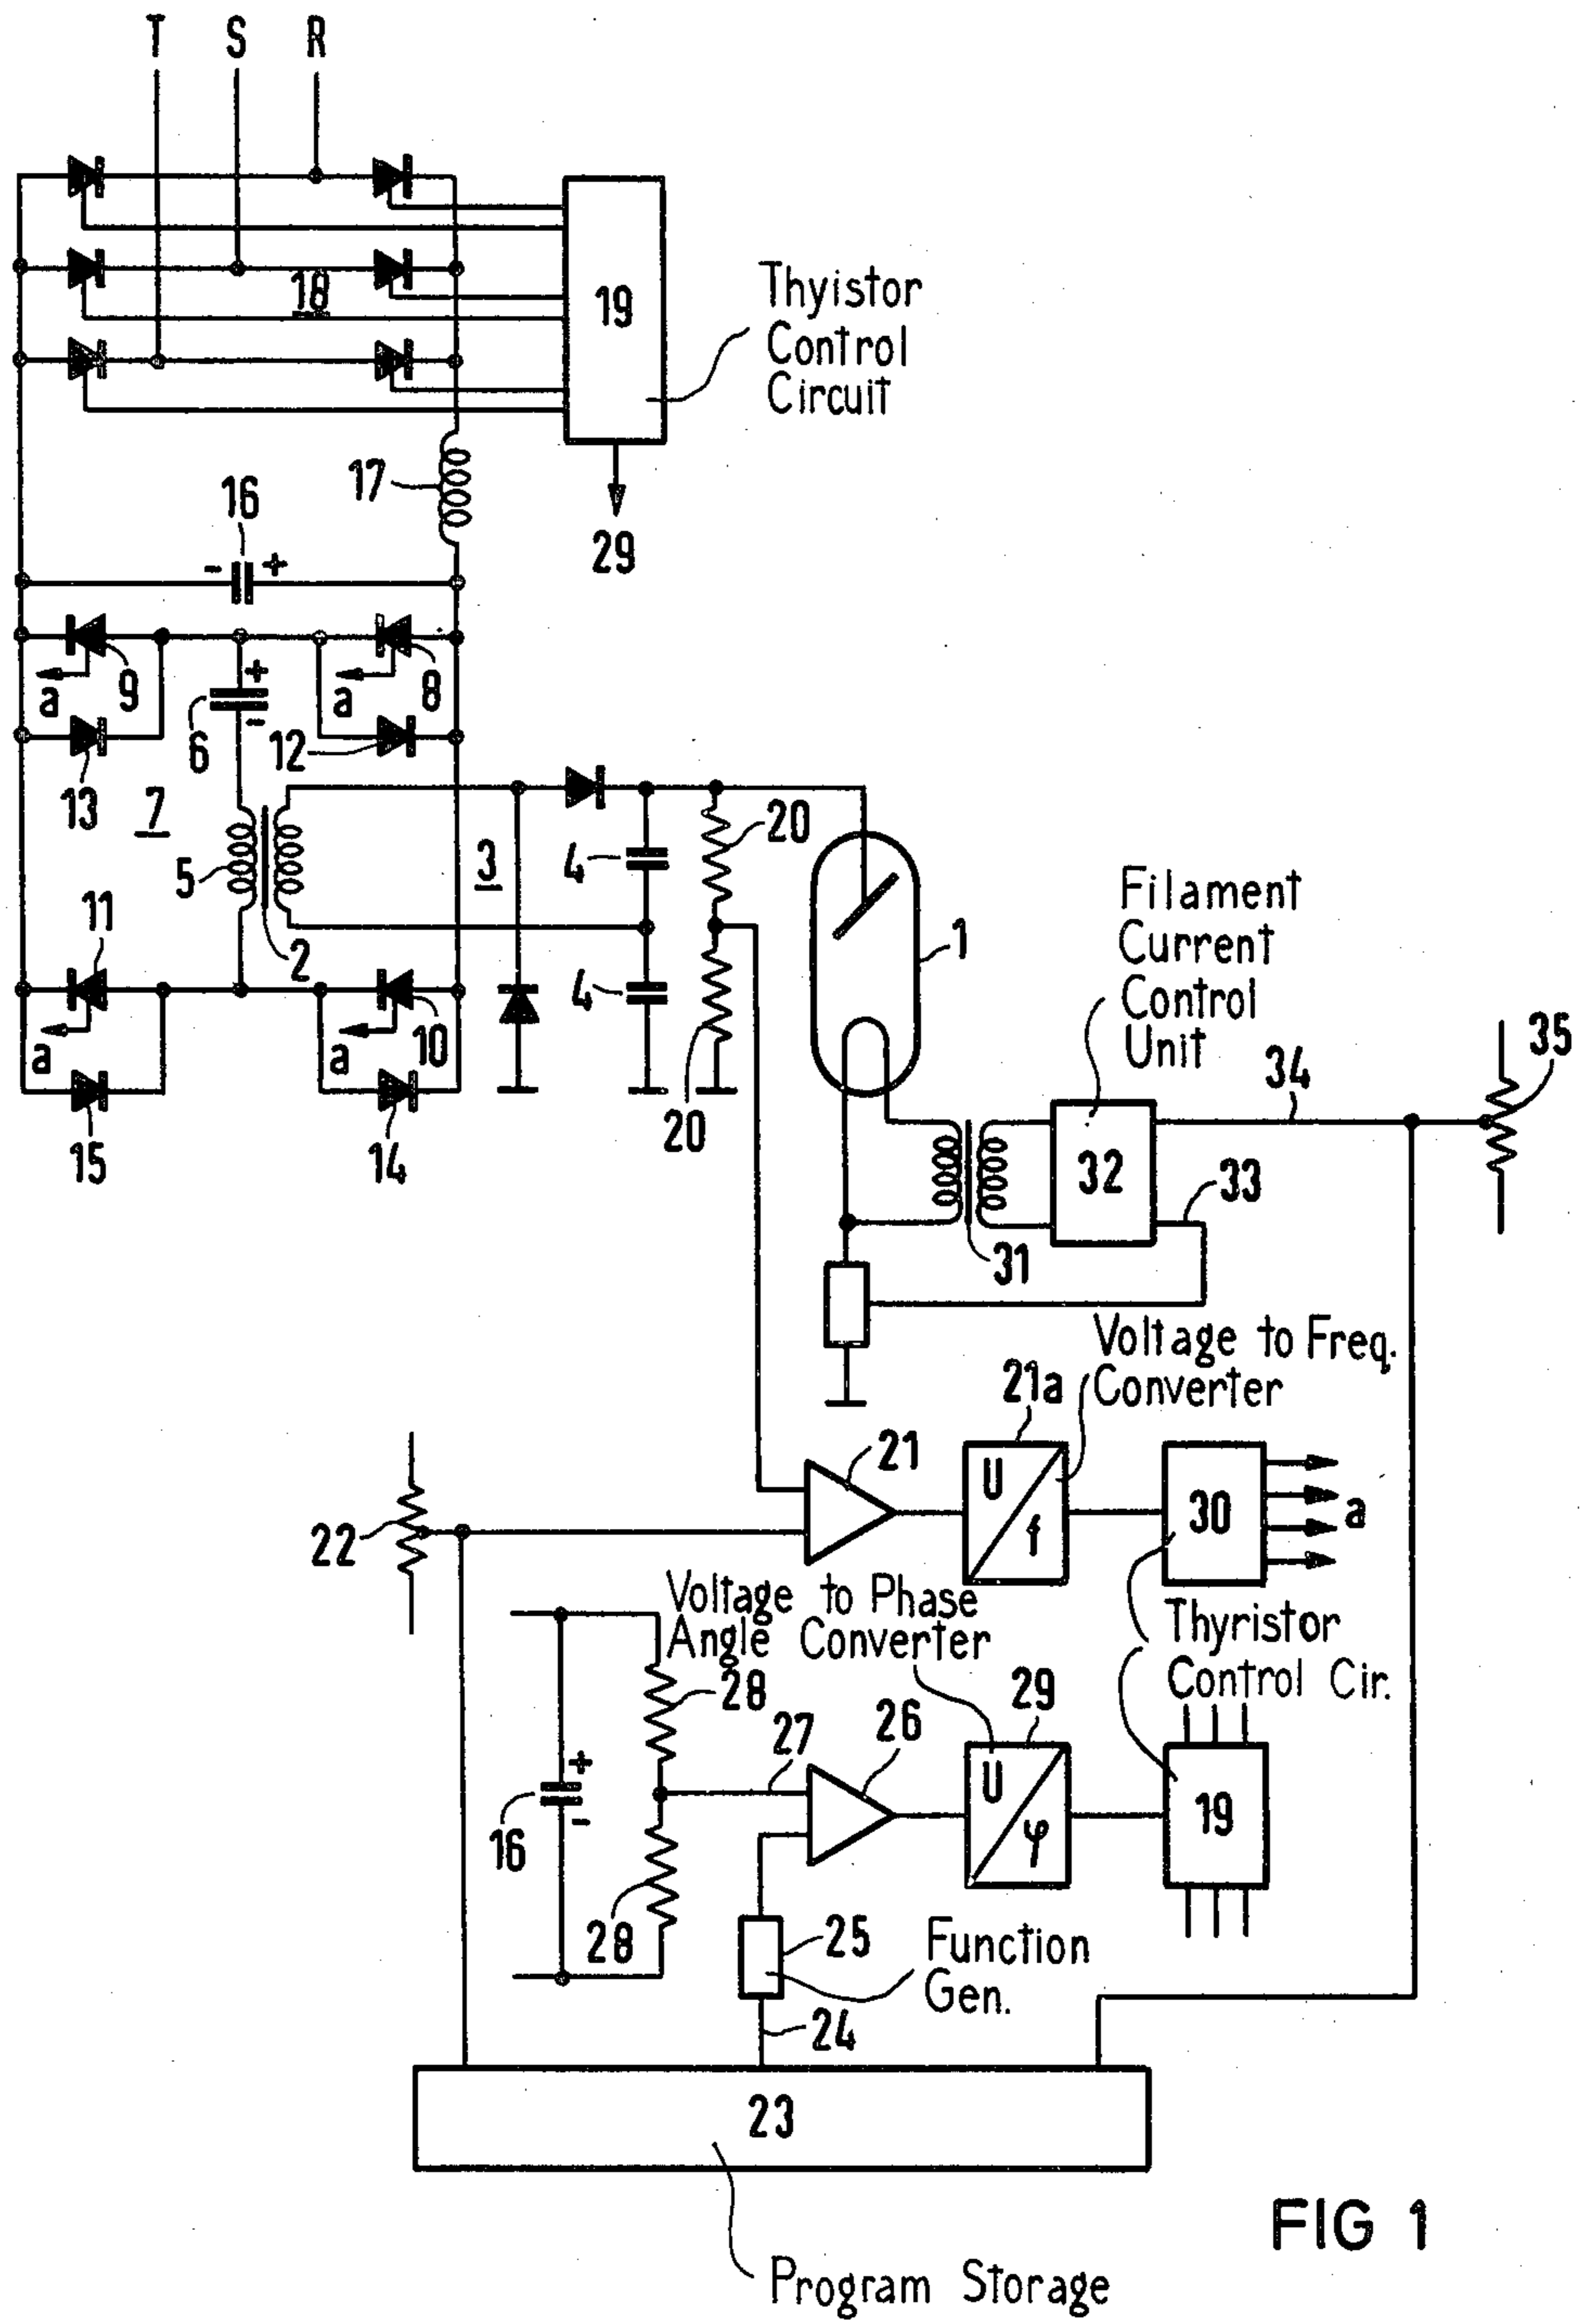 T S R
18
19
Thyistor
Control
Circuit
17
16
- +
29
a 9
a 8
+
6
-
12
13
7
5
2
3
4
20
11
4
1
Filament
Current
Control
Unit
a
a 10
34
35
20
15
14
32
33
31
Voltage to Freq.
Converter
21a
21
U
f
30
a
22
Voltage to Phase
Angle Converter
Thyristor
Control Cir.
28
29
27
26
U
φ
19
+
16
-
28
25
Function
Gen.
24
23
FIG 1
Program Storage